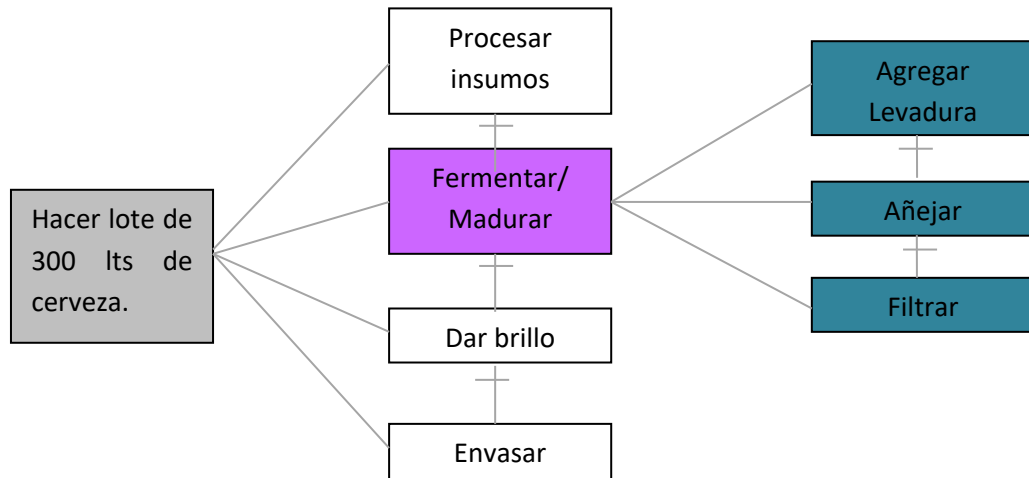 Hacer lote de
300 lts de
cerveza.
Procesar
insumos
Fermentar/
Madurar
Dar brillo
Envasar
Agregar
Levadura
Añejar
Filtrar